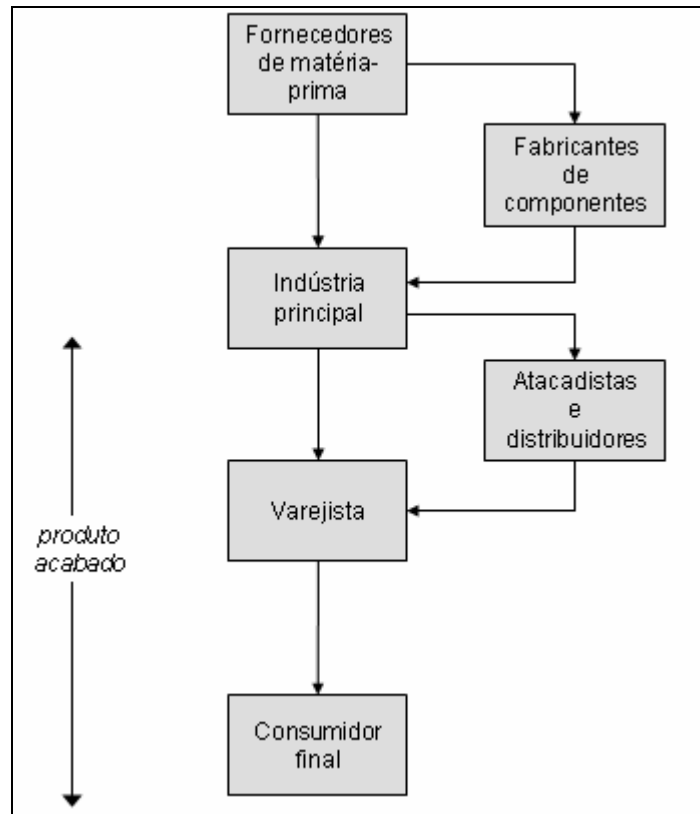 Fornecedores
de matéria-
prima
Fabricantes
de
componentes
Indústria
principal
Atacadistas
e
distribuidores
Varejista
produto
acabado
Consumidor
final